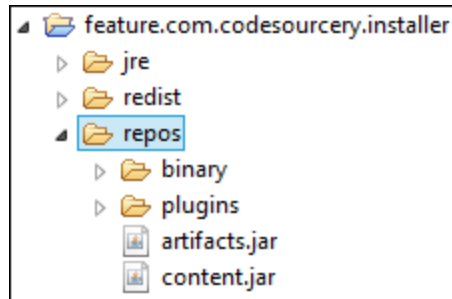 feature.com.codesourcery.installer
jre
redist
repos
binary
plugins
artifacts.jar
content.jar